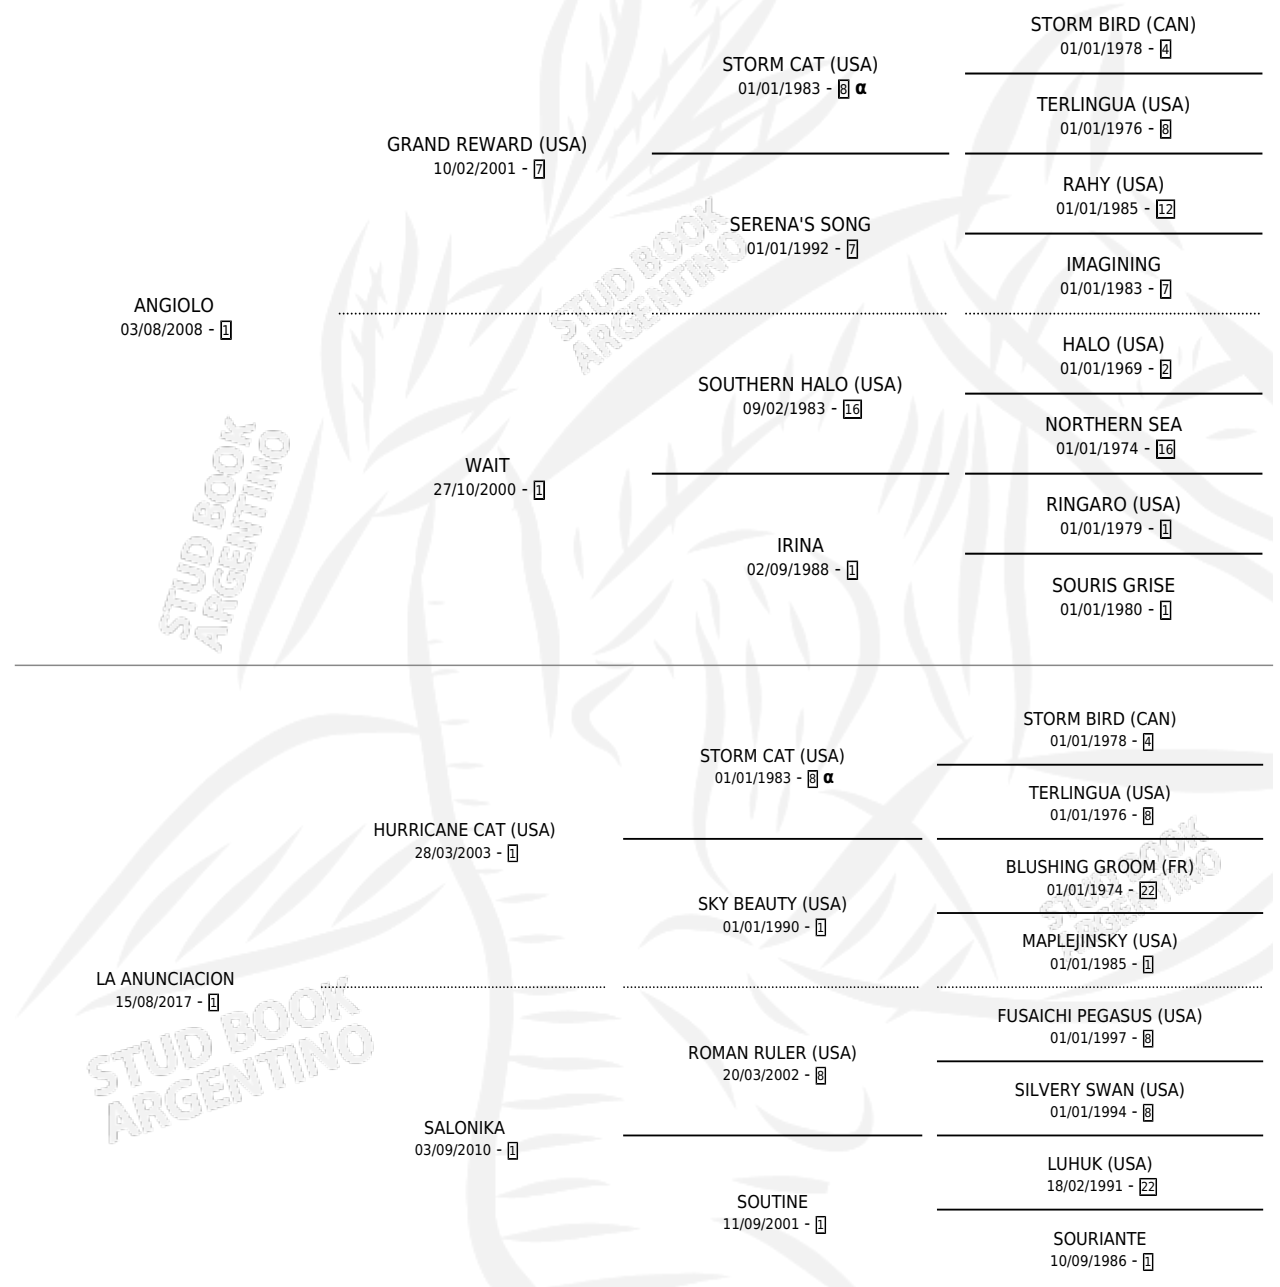 STORM BIRD (CAN)
01/01/1978 - 4
STORM CAT (USA)
01/01/1983 - 8 α
TERLINGUA (USA)
01/01/1976 - 8
GRAND REWARD (USA)
10/02/2001 - 7
RAHY (USA)
01/01/1985 - 12
SERENA'S SONG
01/01/1992 - 7
IMAGINING
01/01/1983 - 7
ANGIOLO
03/08/2008 - 1
HALO (USA)
01/01/1969 - 2
SOUTHERN HALO (USA)
09/02/1983 - 16
NORTHERN SEA
01/01/1974 - 16
WAIT
27/10/2000 - 1
RINGARO (USA)
01/01/1979 - 1
IRINA
02/09/1988 - 1
SOURIS GRISE
01/01/1980 - 1
STUD BOOK
ARGENTINO
STUD BOOK
ARGENTINO
STORM BIRD (CAN)
01/01/1978 - 4
STORM CAT (USA)
01/01/1983 - 8 α
TERLINGUA (USA)
01/01/1976 - 8
HURRICANE CAT (USA)
28/03/2003 - 1
BLUSHING GROOM (FR)
01/01/1974 - 22
SKY BEAUTY (USA)
01/01/1990 - 1
MAPLEJINSKY (USA)
01/01/1985 - 1
LA ANUNCIACION
15/08/2017 - 1
FUSAICHI PEGASUS (USA)
01/01/1997 - 8
ROMAN RULER (USA)
20/03/2002 - 8
SILVERY SWAN (USA)
01/01/1994 - 8
SALONIKA
03/09/2010 - 1
LUHUK (USA)
18/02/1991 - 22
SOUTINE
11/09/2001 - 1
SOURIANTE
10/09/1986 - 1
STUD BOOK
ARGENTINO
STUD BOOK
ARGENTINO